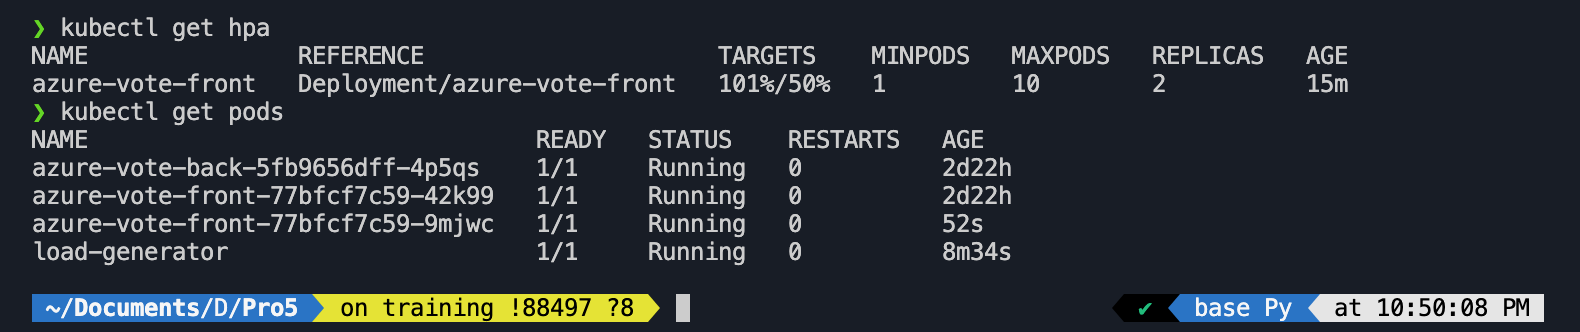 ❯ kubectl get hpa
NAME REFERENCE TARGETS MINPODS MAXPODS REPLICAS AGE
azure-vote-front Deployment/azure-vote-front 101%/50% 1 10 2 15m
❯ kubectl get pods
NAME READY STATUS RESTARTS AGE
azure-vote-back-5fb9656dff-4p5qs 1/1 Running 0 2d22h
azure-vote-front-77bfcf7c59-42k99 1/1 Running 0 2d22h
azure-vote-front-77bfcf7c59-9mjwc 1/1 Running 0 52s
load-generator 1/1 Running 0 8m34s
~/Documents/D/Pro5 on training !88497 ?8 ✔ base Py at 10:50:08 PM